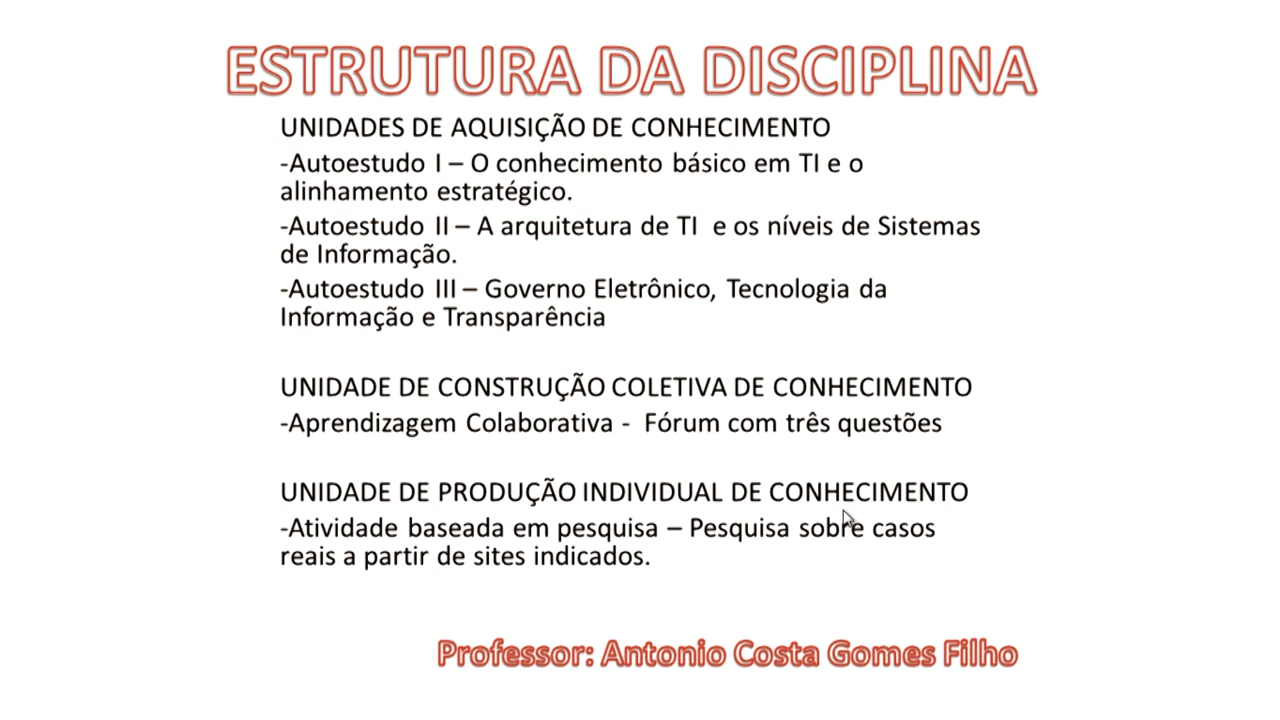 ESTRUTURA DA DISCIPLINA
UNIDADES DE AQUISIÇÃO DE CONHECIMENTO
-Autoestudo I – O conhecimento básico em TI e o
alinhamento estratégico.
-Autoestudo II – A arquitetura de TI e os níveis de Sistemas
de Informação.
-Autoestudo III – Governo Eletrônico, Tecnologia da
Informação e Transparência
UNIDADE DE CONSTRUÇÃO COLETIVA DE CONHECIMENTO
-Aprendizagem Colaborativa - Fórum com três questões
UNIDADE DE PRODUÇÃO INDIVIDUAL DE CONHECIMENTO
-Atividade baseada em pesquisa – Pesquisa sobre casos
reais a partir de sites indicados.
Professor: Antonio Costa Gomes Filho